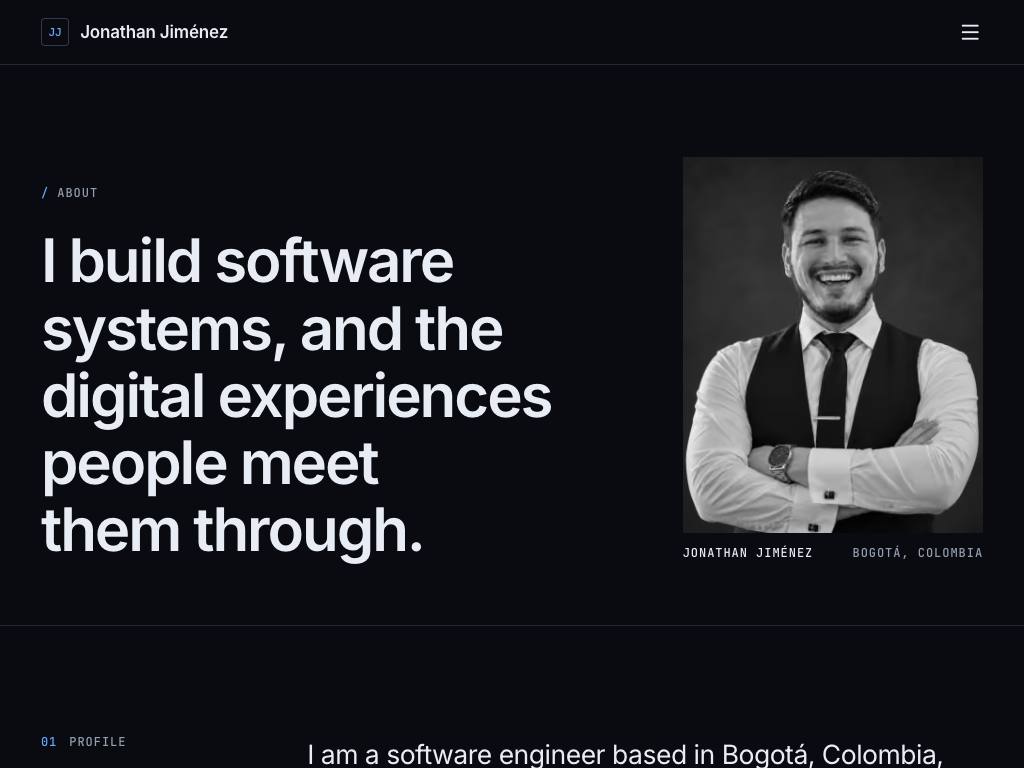 JJ Jonathan Jiménez
/ ABOUT
I build software
systems, and the
digital experiences
people meet
them through.
JONATHAN JIMÉNEZ BOGOTÁ, COLOMBIA
01 PROFILE
I am a software engineer based in Bogotá, Colombia,